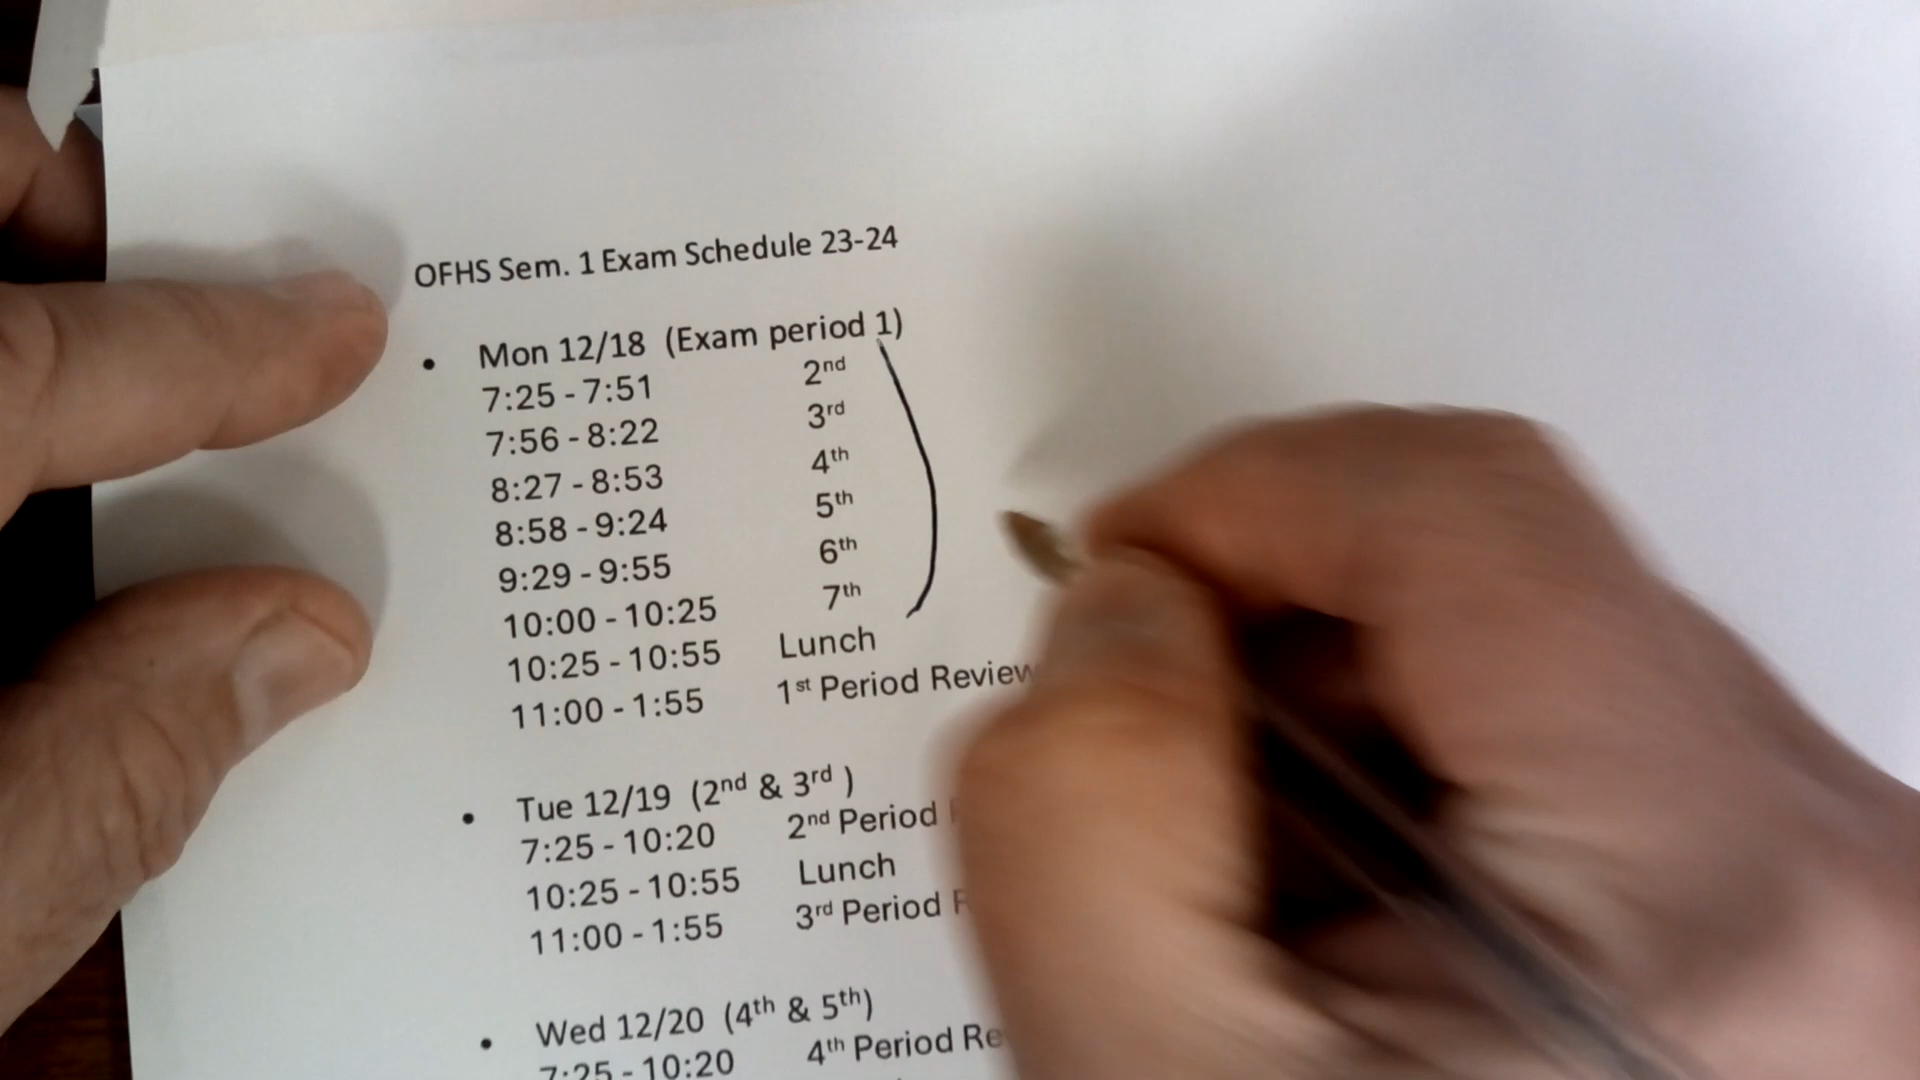 OFHS Sem. 1 Exam Schedule 23-24
• Mon 12/18 (Exam period 1)
7:25 - 7:51 2nd
7:56 - 8:22 3rd
8:27 - 8:53 4th
8:58 - 9:24 5th
9:29 - 9:55 6th
10:00 - 10:25 7th
10:25 - 10:55 Lunch
11:00 - 1:55 1st Period Review
• Tue 12/19 (2nd & 3rd )
7:25 - 10:20 2nd Period
10:25 - 10:55 Lunch
11:00 - 1:55 3rd Period
• Wed 12/20 (4th & 5th)
7:25 - 10:20 4th Period Re